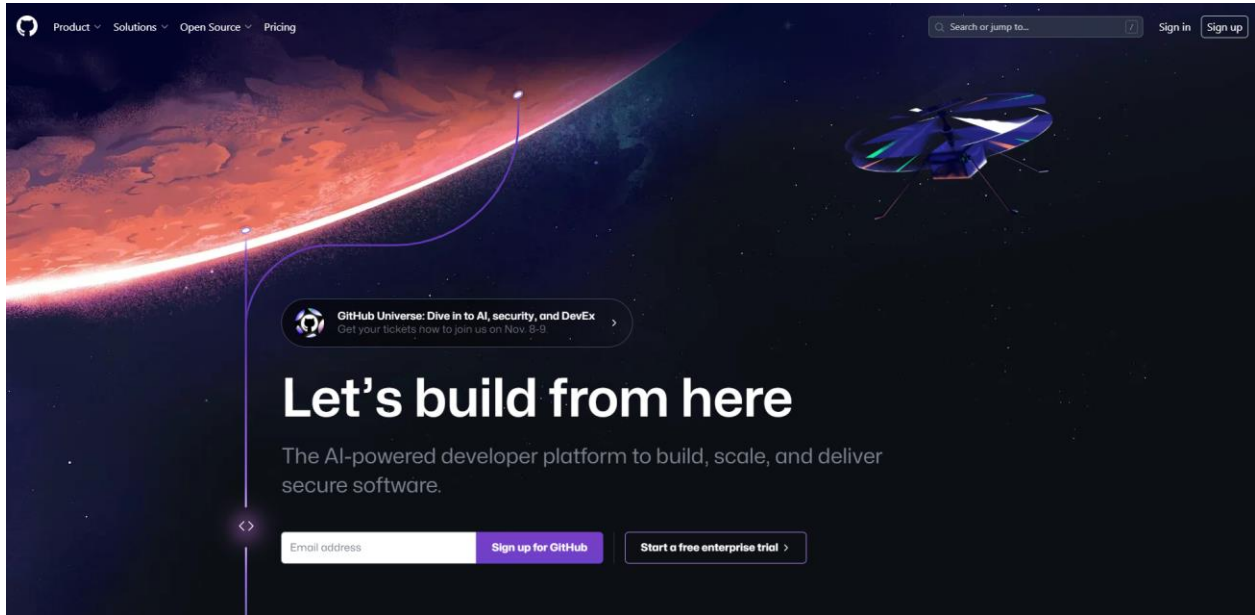 Product
Solutions
Open Source
Pricing
Search or jump to...
/
Sign in
Sign up
GitHub Universe: Dive in to AI, security, and DevEx
Get your tickets now to join us on Nov. 8-9.
Let's build from here
The AI-powered developer platform to build, scale, and deliver
secure software.
<>
Email address
Sign up for GitHub
Start a free enterprise trial >